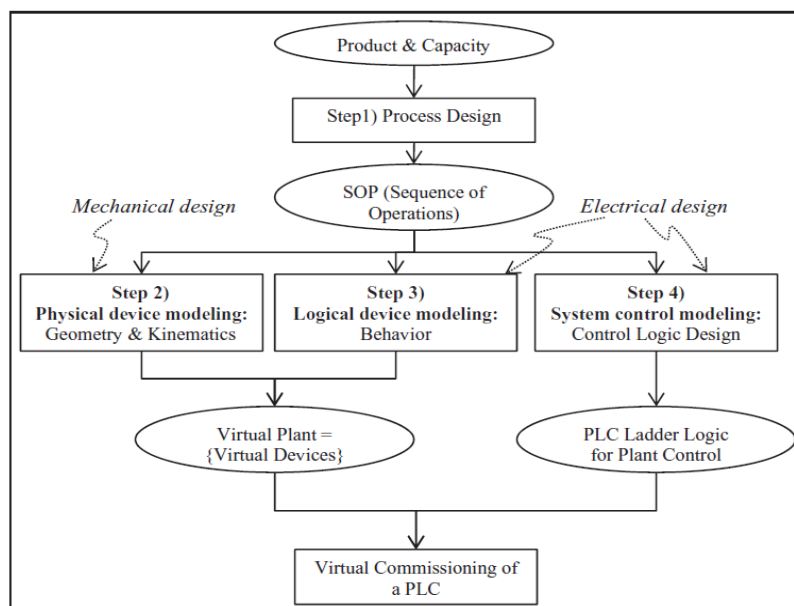 Product & Capacity
Step1) Process Design
SOP (Sequence of
Operations)
Mechanical design
Electrical design
Step 2)
Physical device modeling:
Geometry & Kinematics
Step 3)
Logical device modeling:
Behavior
Step 4)
System control modeling:
Control Logic Design
Virtual Plant =
{Virtual Devices}
PLC Ladder Logic
for Plant Control
Virtual Commissioning of
a PLC